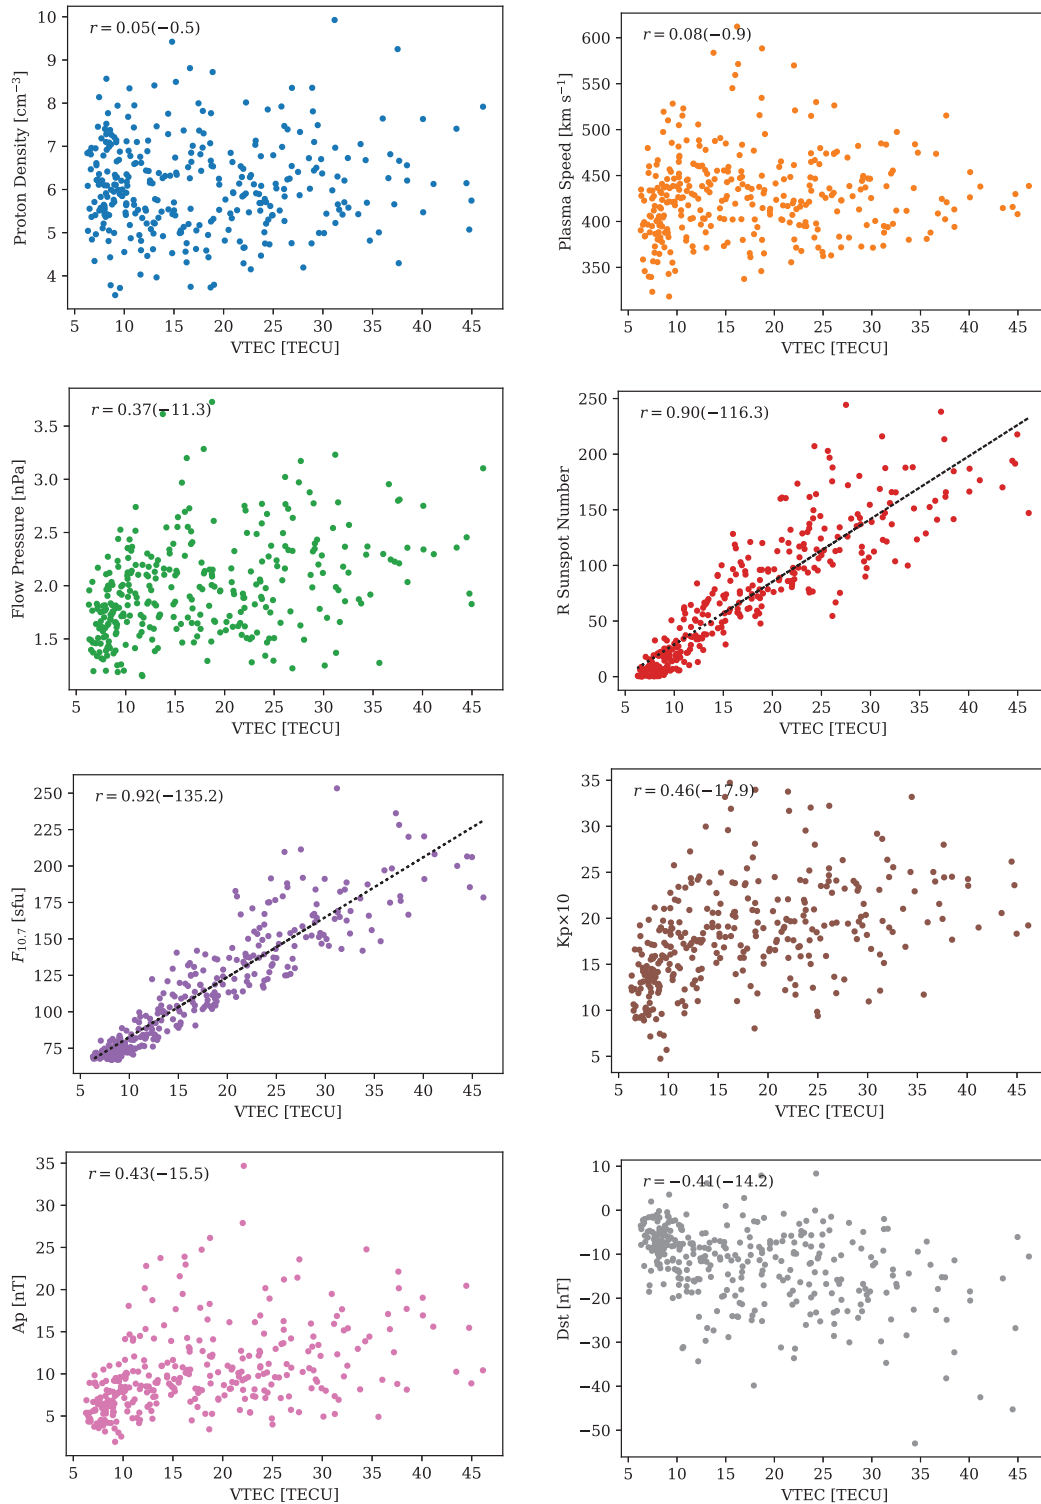 r = 0.05(−0.5)
Proton Density [cm⁻³]
10
9
8
7
6
5
4
5 10 15 20 25 30 35 40 45
VTEC [TECU]
r = 0.08(−0.9)
Plasma Speed [km s⁻¹]
600
550
500
450
400
350
5 10 15 20 25 30 35 40 45
VTEC [TECU]
r = 0.37(−11.3)
Flow Pressure [nPa]
3.5
3.0
2.5
2.0
1.5
5 10 15 20 25 30 35 40 45
VTEC [TECU]
r = 0.90(−116.3)
R Sunspot Number
250
200
150
100
50
0
5 10 15 20 25 30 35 40 45
VTEC [TECU]
r = 0.92(−135.2)
F₁₀.₇ [sfu]
250
225
200
175
150
125
100
75
5 10 15 20 25 30 35 40 45
VTEC [TECU]
r = 0.46(−17.9)
Kp×10
35
30
25
20
15
10
5
5 10 15 20 25 30 35 40 45
VTEC [TECU]
r = 0.43(−15.5)
Ap [nT]
35
30
25
20
15
10
5
5 10 15 20 25 30 35 40 45
VTEC [TECU]
r = −0.41(−14.2)
Dst [nT]
10
0
−10
−20
−30
−40
−50
5 10 15 20 25 30 35 40 45
VTEC [TECU]